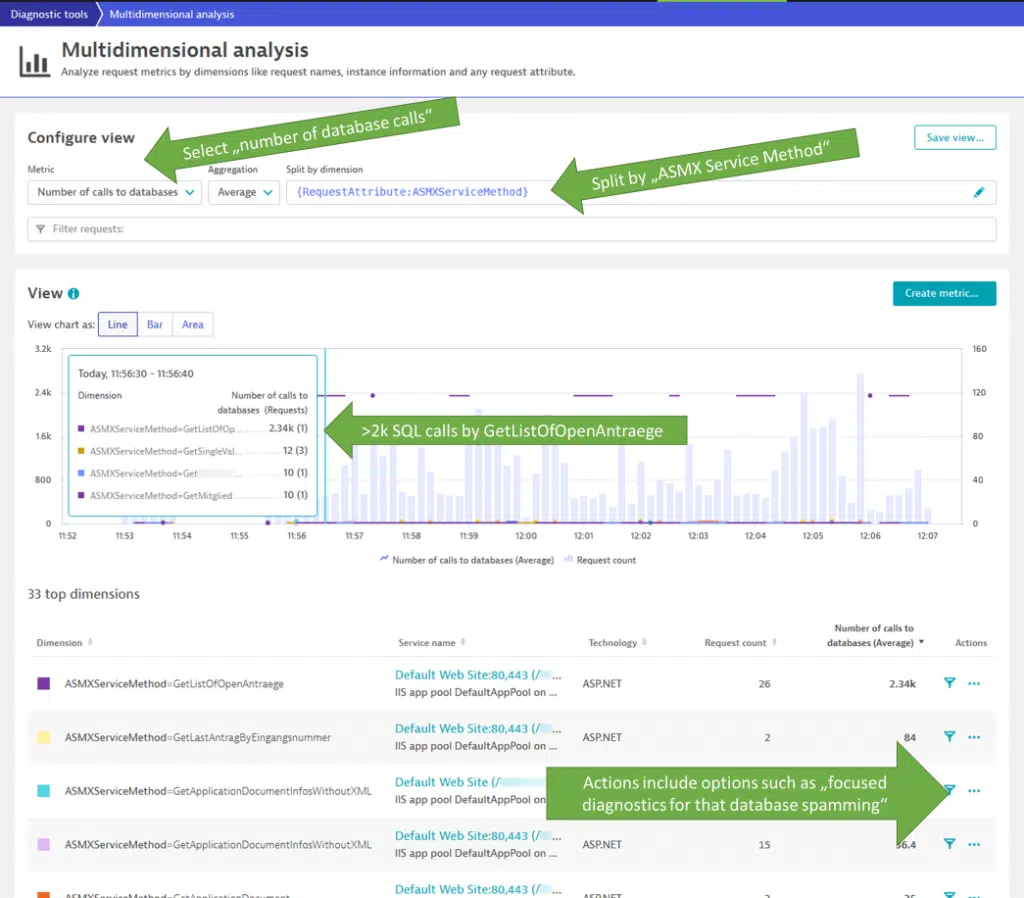 Diagnostic tools
Multidimensional analysis
Multidimensional analysis
Analyze request metrics by dimensions like request names, instance information and any request attribute.
Configure view
Select „number of database calls“
Split by „ASMX Service Method“
Save view...
Metric
Aggregation
Split by dimension
Number of calls to databases
Average
{RequestAttribute:ASMXServiceMethod}
Filter requests:
View
Create metric...
View chart as:
Line
Bar
Area
3.2k
2.4k
1.6k
800
0
160
120
80
40
0
Today, 11:56:30 - 11:56:40
Dimension
Number of calls to
databases (Requests)
ASMXServiceMethod=GetListOfOp... 2.34k (1)
ASMXServiceMethod=GetSingleVal... 12 (3)
ASMXServiceMethod=Get ... 10 (1)
ASMXServiceMethod=GetMitglied 10 (1)
>2k SQL calls by GetListOfOpenAntraege
11:52 11:53 11:54 11:55 11:56 11:57 11:58 11:59 12:00 12:01 12:02 12:03 12:04 12:05 12:06 12:07
Number of calls to databases (Average)
Request count
33 top dimensions
Dimension
Service name
Technology
Request count
Number of calls to
databases (Average)
Actions
ASMXServiceMethod=GetListOfOpenAntraege
Default Web Site:80,443 (/ ...
IIS app pool DefaultAppPool on ...
ASP.NET
26
2.34k
ASMXServiceMethod=GetLastAntragByEingangsnummer
Default Web Site:80,443 (/ ...
IIS app pool DefaultAppPool on ...
ASP.NET
2
84
ASMXServiceMethod=GetApplicationDocumentInfosWithoutXML
Default Web Site (/
IIS app pool DefaultAppPool on
Actions include options such as „focused
diagnostics for that database spamming“
ASMXServiceMethod=GetApplicationDocumentInfosWithoutXML
Default Web Site:80,443 (/ ...
IIS app pool DefaultAppPool on ...
ASP.NET
15
ASMXServiceMethod=GetApplicationDocument
Default Web Site:80,443 (/ ...
ASP.NET